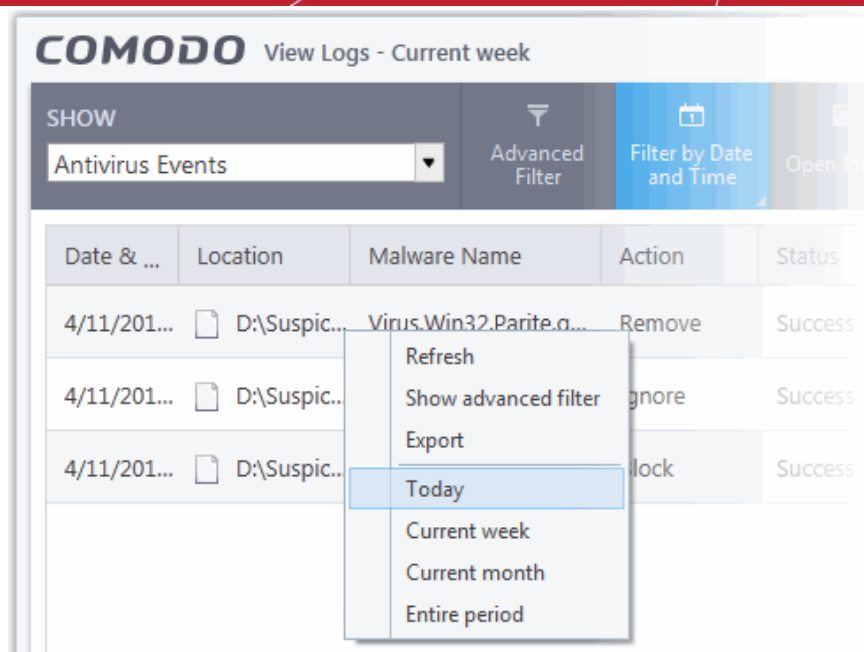 COMODO View Logs - Current week
SHOW
Antivirus Events
Advanced
Filter
Filter by Date
and Time
Open
Date & ... Location Malware Name Action Status
4/11/201... D:\Suspic... Virus.Win32.Parite.g... Remove Success
4/11/201... D:\Suspic... gnore Success
4/11/201... D:\Suspic... lock Success
Refresh
Show advanced filter
Export
Today
Current week
Current month
Entire period